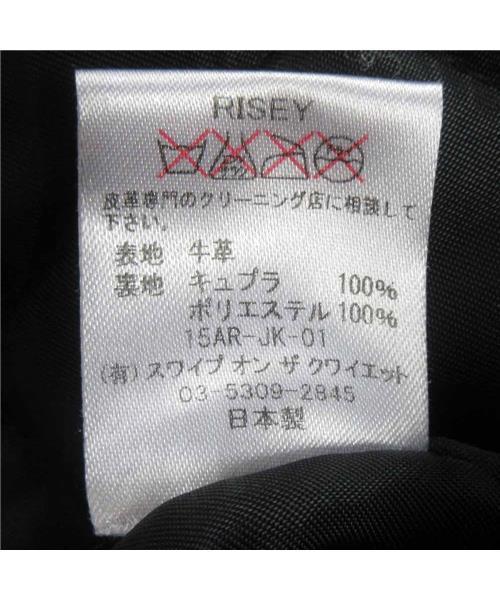 RISEY
皮革専門のクリーニング店に相談して
下さい。
表地 牛革
裏地 キュプラ 100%
ポリエステル 100%
15AR-JK-01
(有)スワイプ オン ザ クワイエット
03-5309-2845
日本製